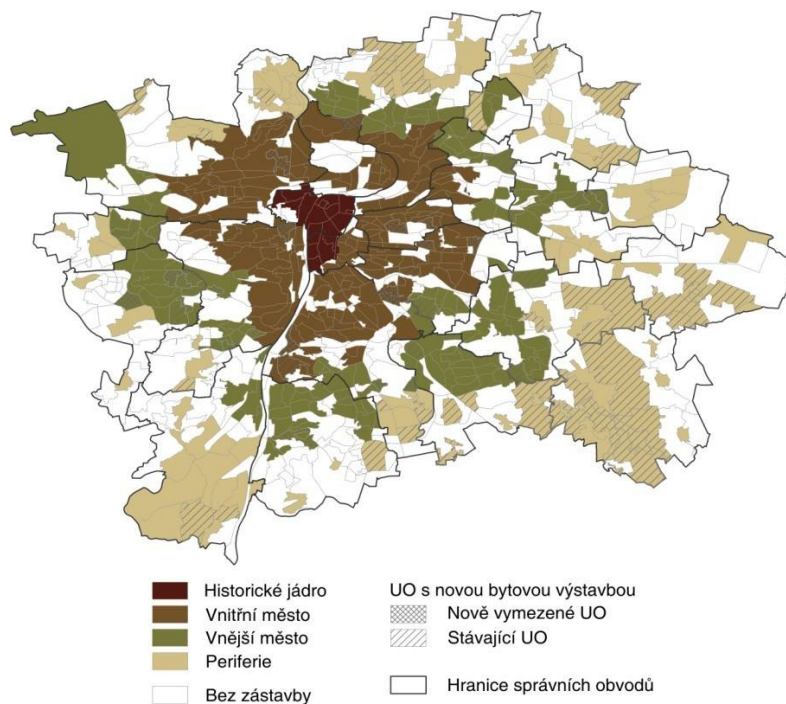 Historické jádro
Vnitřní město
Vnější město
Periferie
Bez zástavby
UO s novou bytovou výstavbou
Nově vymezené UO
Stávající UO
Hranice správních obvodů